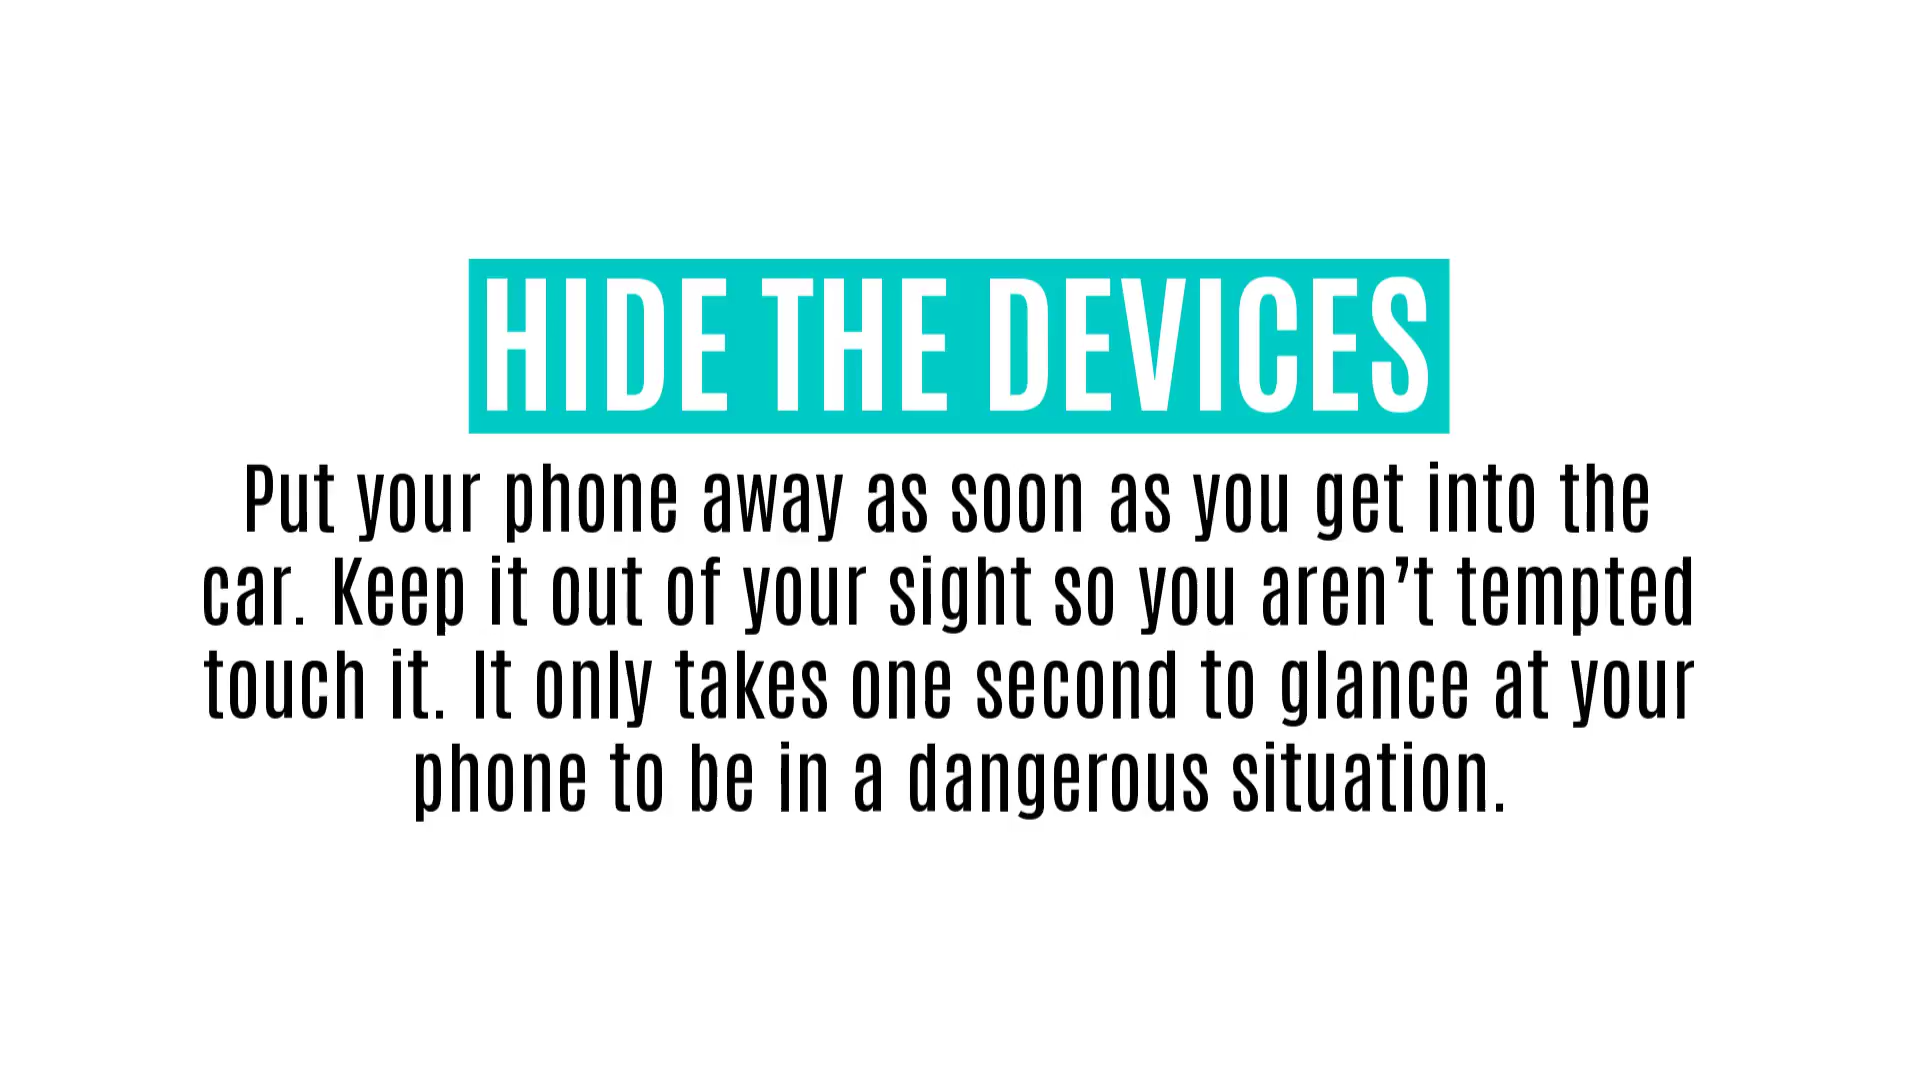 HIDE THE DEVICES
Put your phone away as soon as you get into the
car. Keep it out of your sight so you aren’t tempted
touch it. It only takes one second to glance at your
phone to be in a dangerous situation.